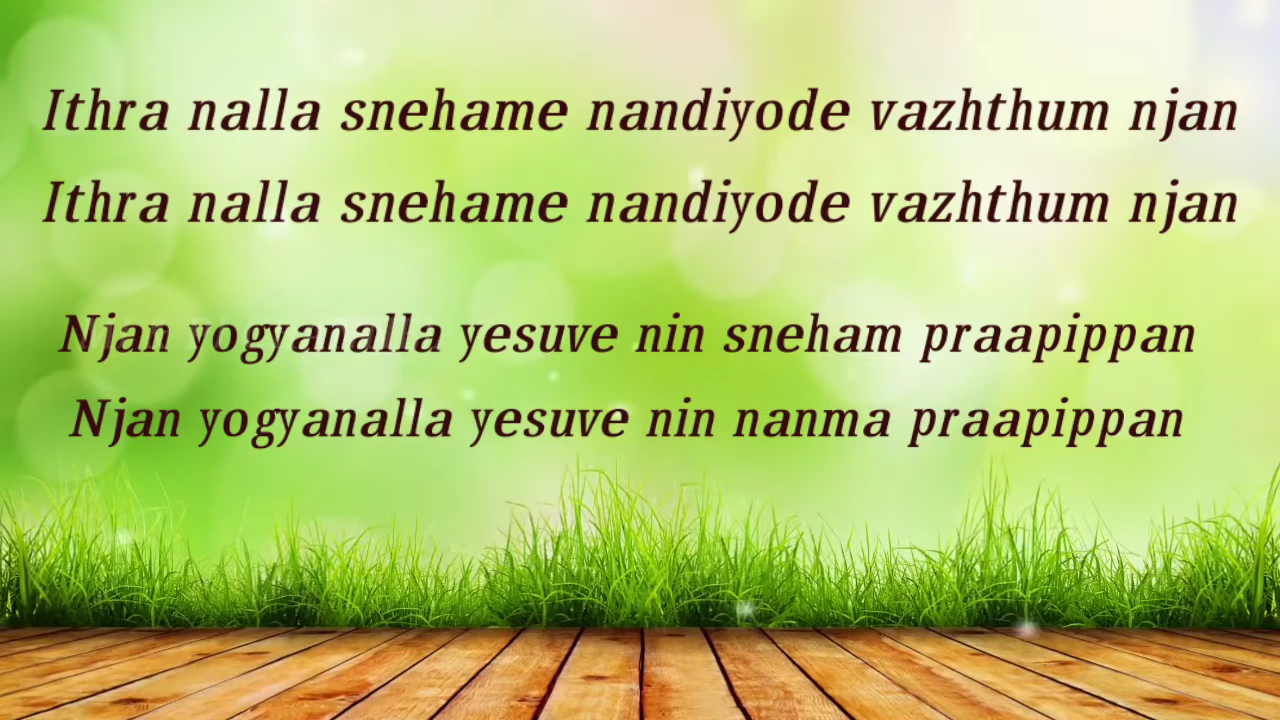 Ithra nalla snehame nandiyode vazhthum njan
Ithra nalla snehame nandiyode vazhthum njan
Njan yogyanalla yesuve nin sneham praapippan
Njan yogyanalla yesuve nin nanma praapippan